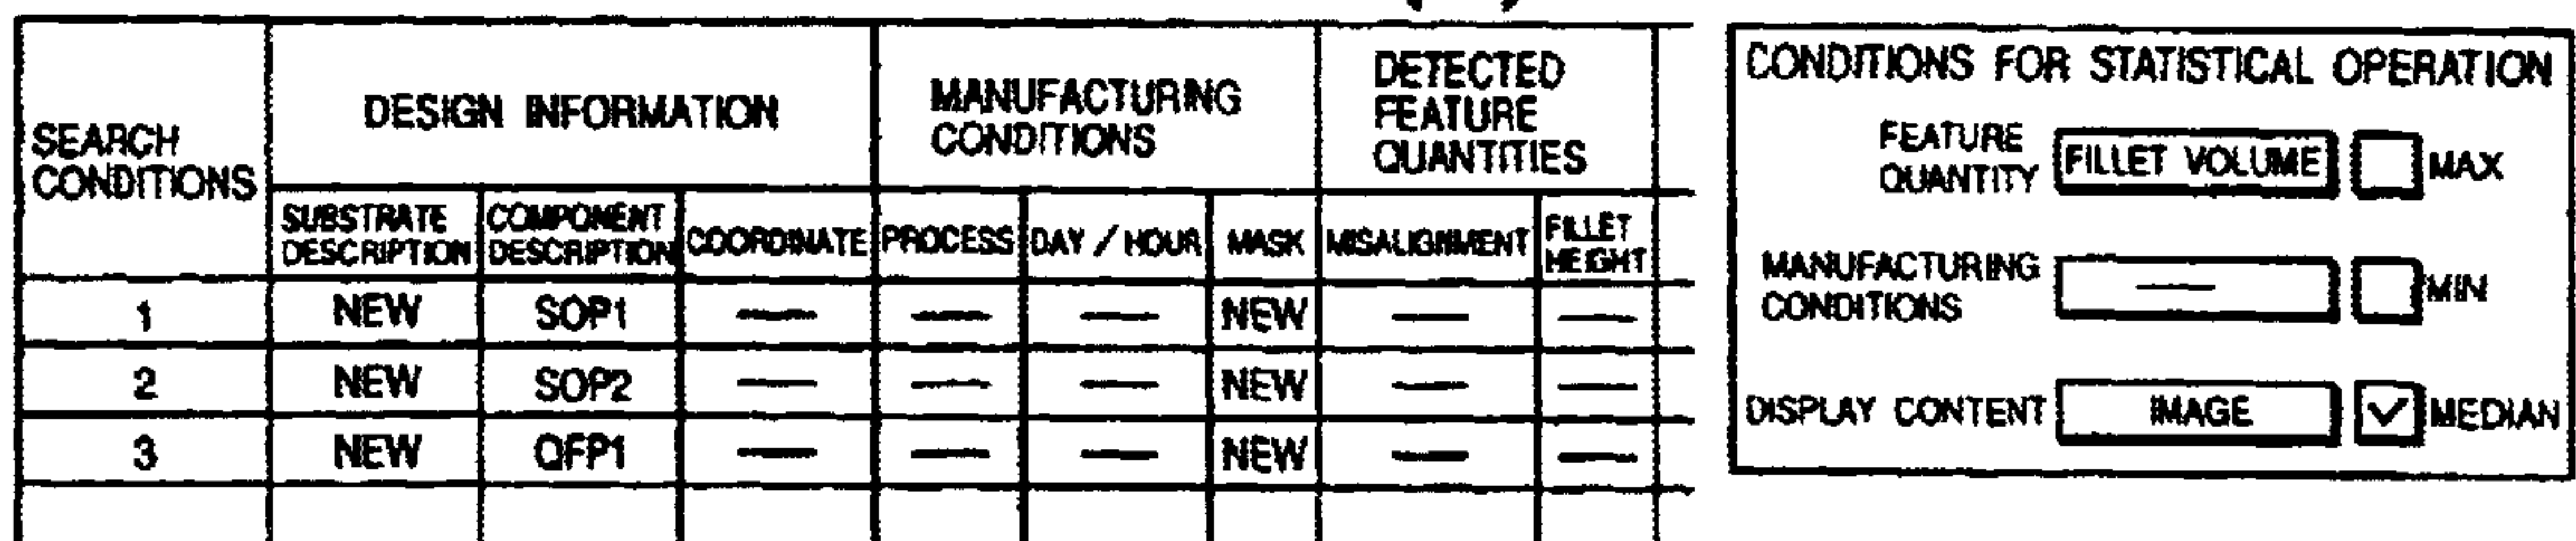 SEARCH
CONDITIONS
DESIGN INFORMATION
MANUFACTURING
CONDITIONS
DETECTED
FEATURE
QUANTITIES
SUBSTRATE
DESCRIPTION
COMPONENT
DESCRIPTION
COORDINATE
PROCESS
DAY / HOUR
MASK
MISALIGNMENT
FILLET
HEIGHT
1 NEW SOP1 — — — NEW — —
2 NEW SOP2 — — — NEW — —
3 NEW QFP1 — — — NEW — —
CONDITIONS FOR STATISTICAL OPERATION
FEATURE
QUANTITY
FILLET VOLUME
MAX
MANUFACTURING
CONDITIONS
—
MIN
DISPLAY CONTENT
IMAGE
MEDIAN